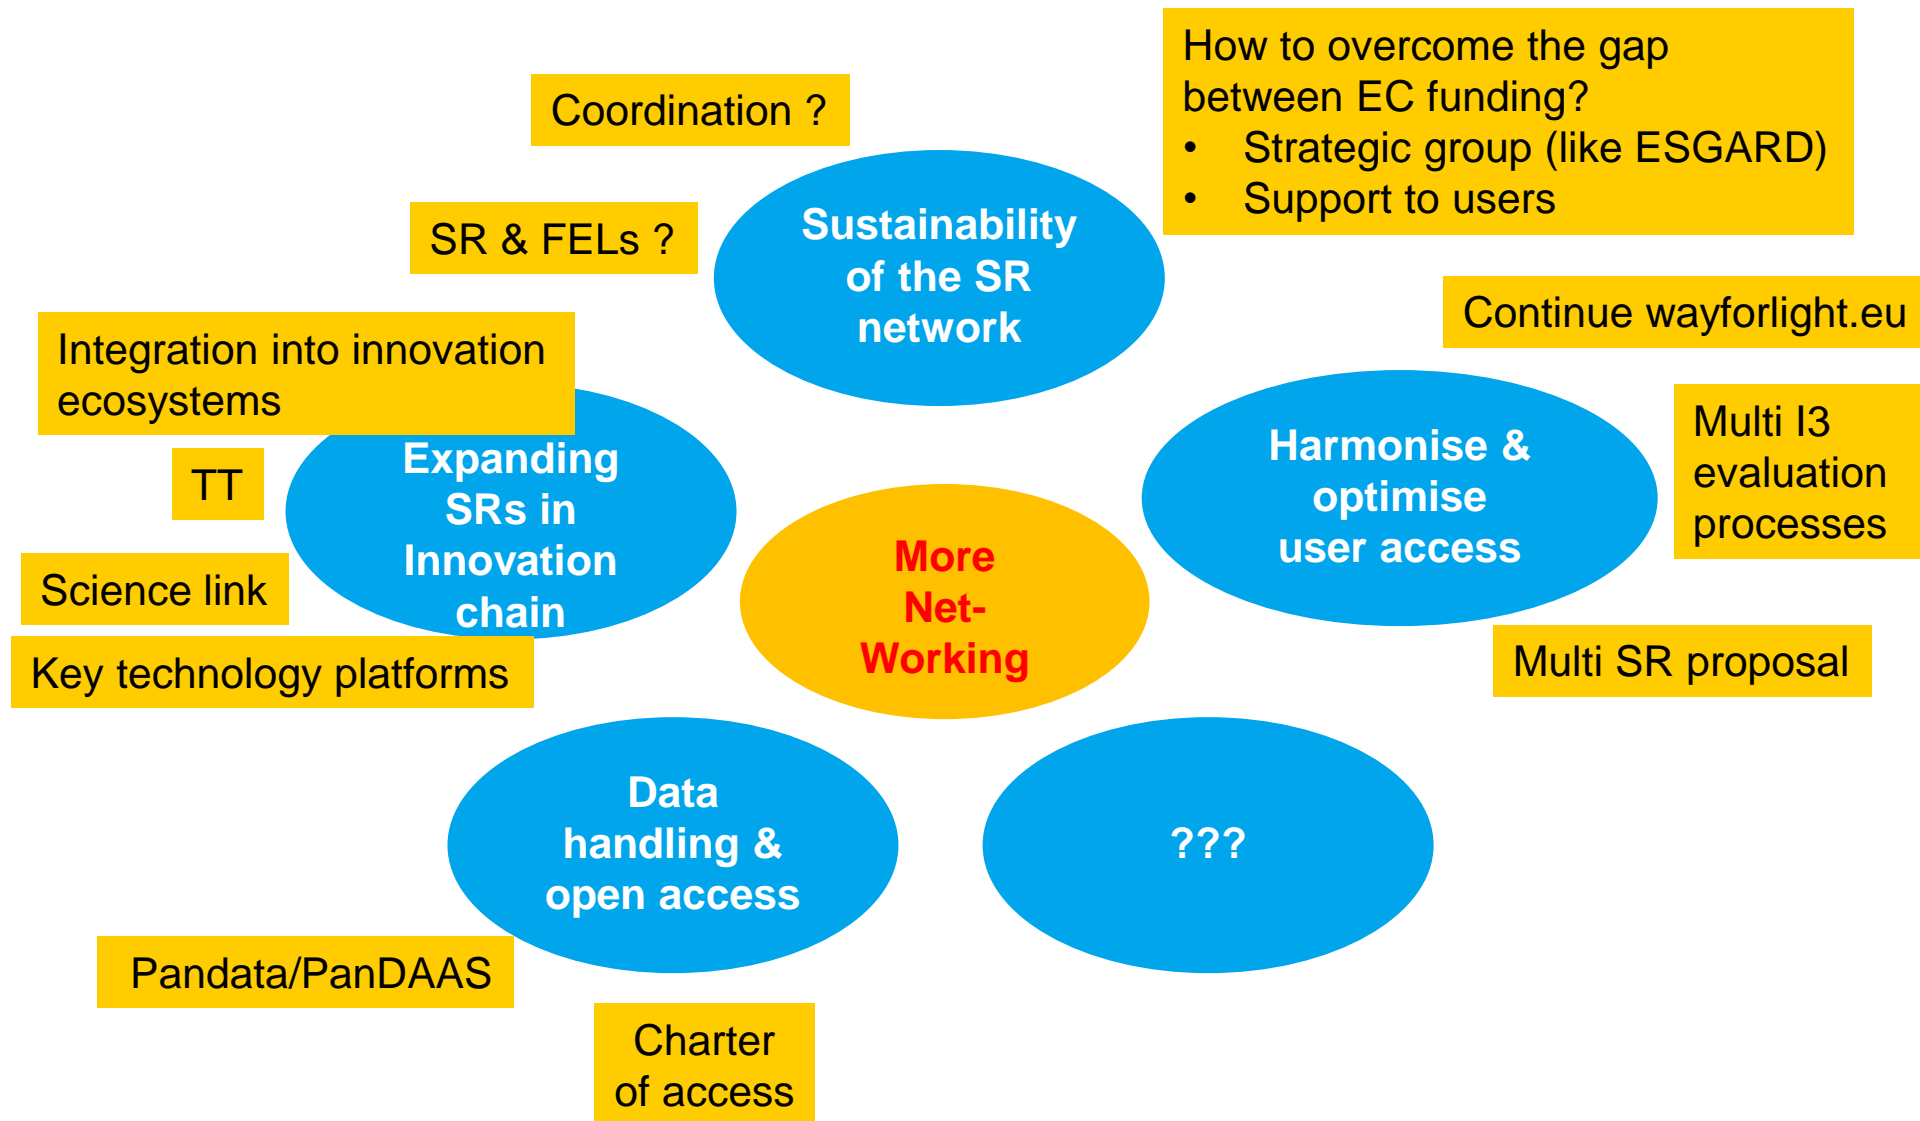 How to overcome the gap
between EC funding?
• Strategic group (like ESGARD)
• Support to users
Coordination ?
SR & FELs ?
Sustainability
of the SR
network
Continue wayforlight.eu
Integration into innovation
ecosystems
TT
Science link
Key technology platforms
Expanding
SRs in
Innovation
chain
More
Net-
Working
Harmonise &
optimise
user access
Multi I3
evaluation
processes
Multi SR proposal
Data
handling &
open access
???
Pandata/PanDAAS
Charter
of access